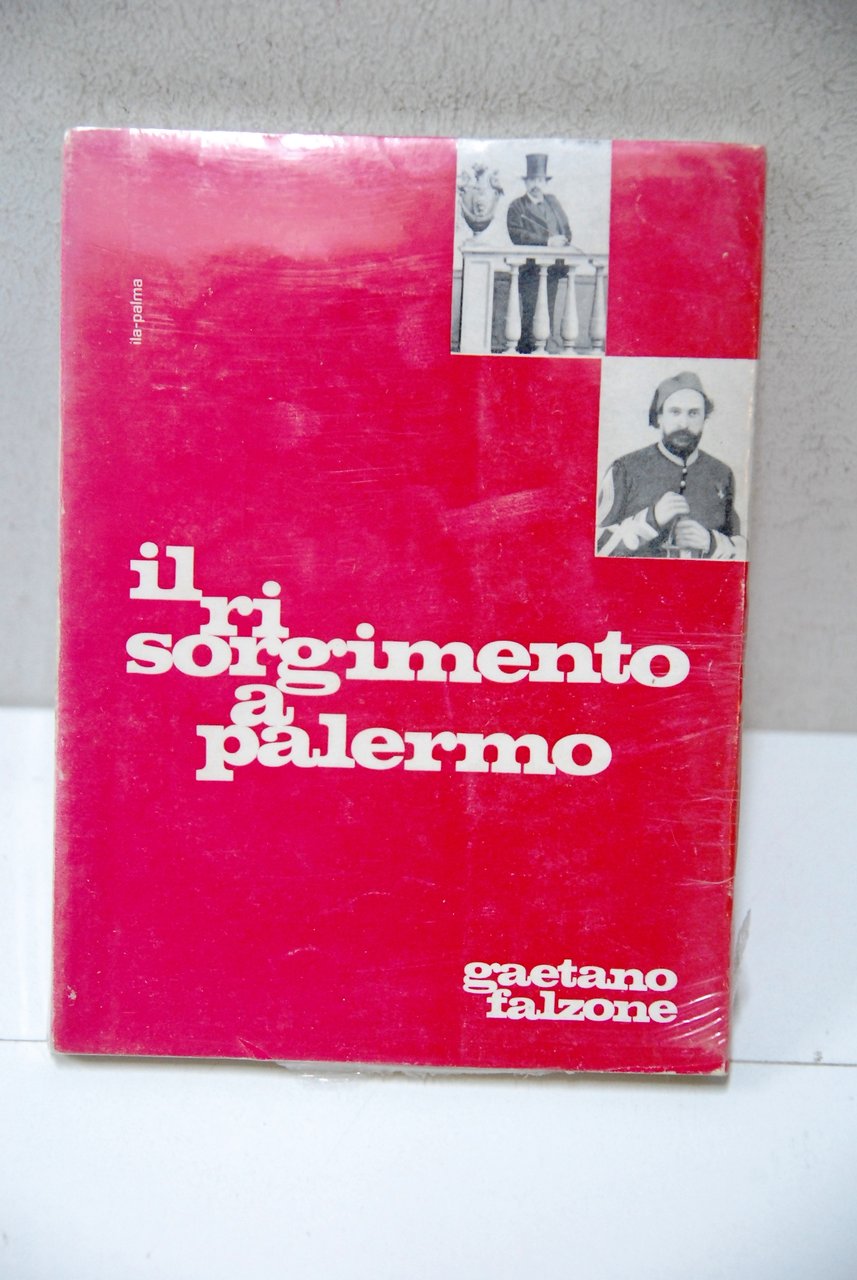 ila-palma
il
ri
sorgimento
a
palermo
gaetano
falzone